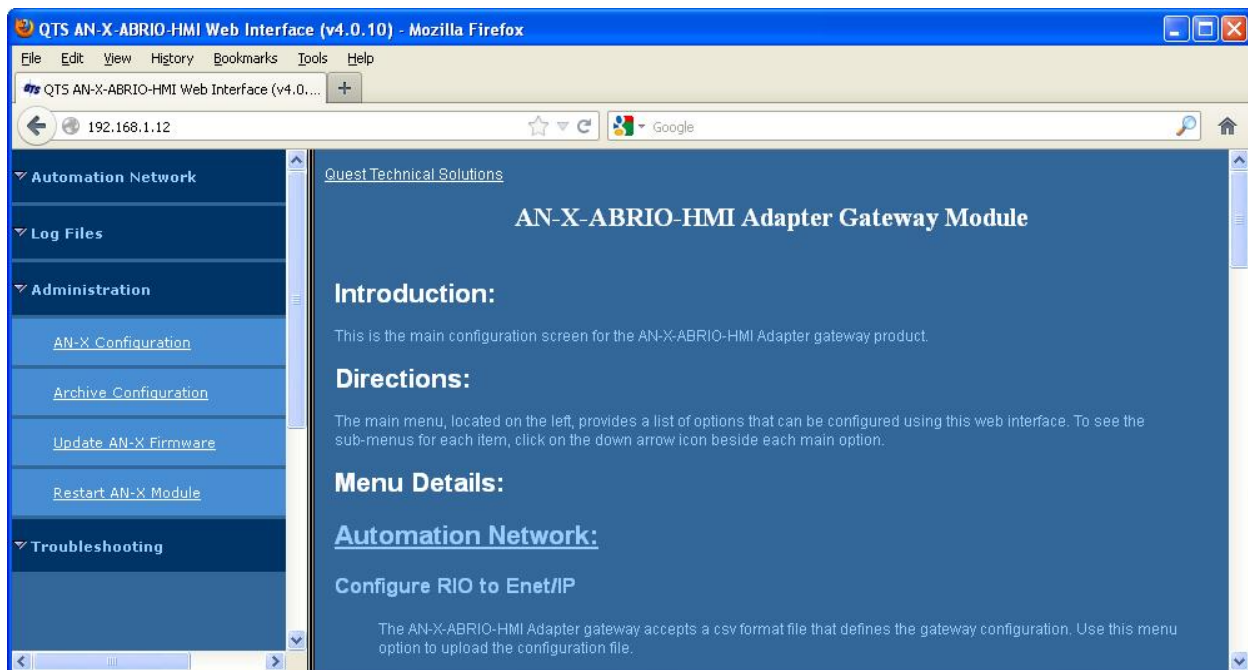 QTS AN-X-ABRIO-HMI Web Interface (v4.0.10) - Mozilla Firefox
File Edit View History Bookmarks Tools Help
QTS AN-X-ABRIO-HMI Web Interface (v4.0....
192.168.1.12
Google
Automation Network
Log Files
Administration
AN-X Configuration
Archive Configuration
Update AN-X Firmware
Restart AN-X Module
Troubleshooting
Quest Technical Solutions
AN-X-ABRIO-HMI Adapter Gateway Module
Introduction:
This is the main configuration screen for the AN-X-ABRIO-HMI Adapter gateway product.
Directions:
The main menu, located on the left, provides a list of options that can be configured using this web interface. To see the
sub-menus for each item, click on the down arrow icon beside each main option.
Menu Details:
Automation Network:
Configure RIO to Enet/IP
The AN-X-ABRIO-HMI Adapter gateway accepts a csv format file that defines the gateway configuration. Use this menu
option to upload the configuration file.